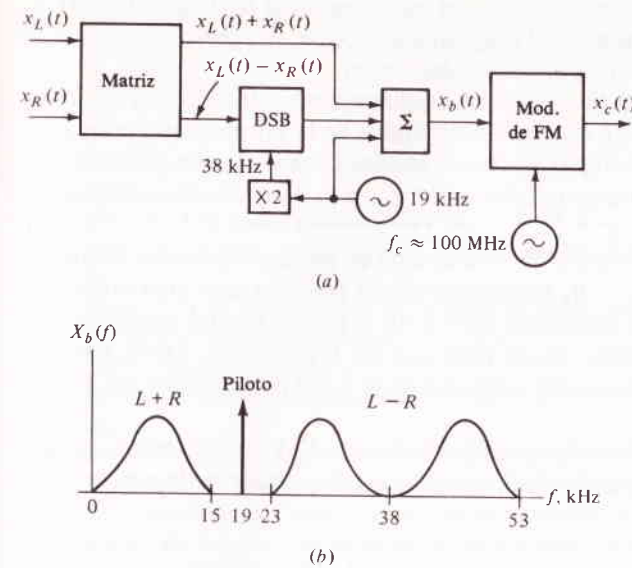 x_L(t)
x_L(t) + x_R(t)
x_L(t) − x_R(t)
x_R(t)
Matriz
DSB
Σ
x_b(t)
Mod.
de FM
x_c(t)
38 kHz
× 2
19 kHz
f_c ≈ 100 MHz
(a)
X_b(f)
Piloto
L + R
L − R
0
15
19
23
38
53
f, kHz
(b)